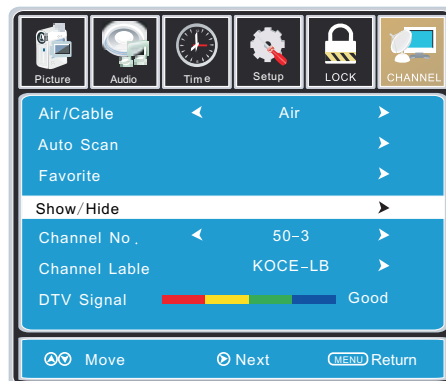 Picture Audio Time Setup LOCK CHANNEL
Air/Cable Air
Auto Scan
Favorite
Show/Hide
Channel No. 50-3
Channel Lable KOCE-LB
DTV Signal Good
Move Next MENU Return